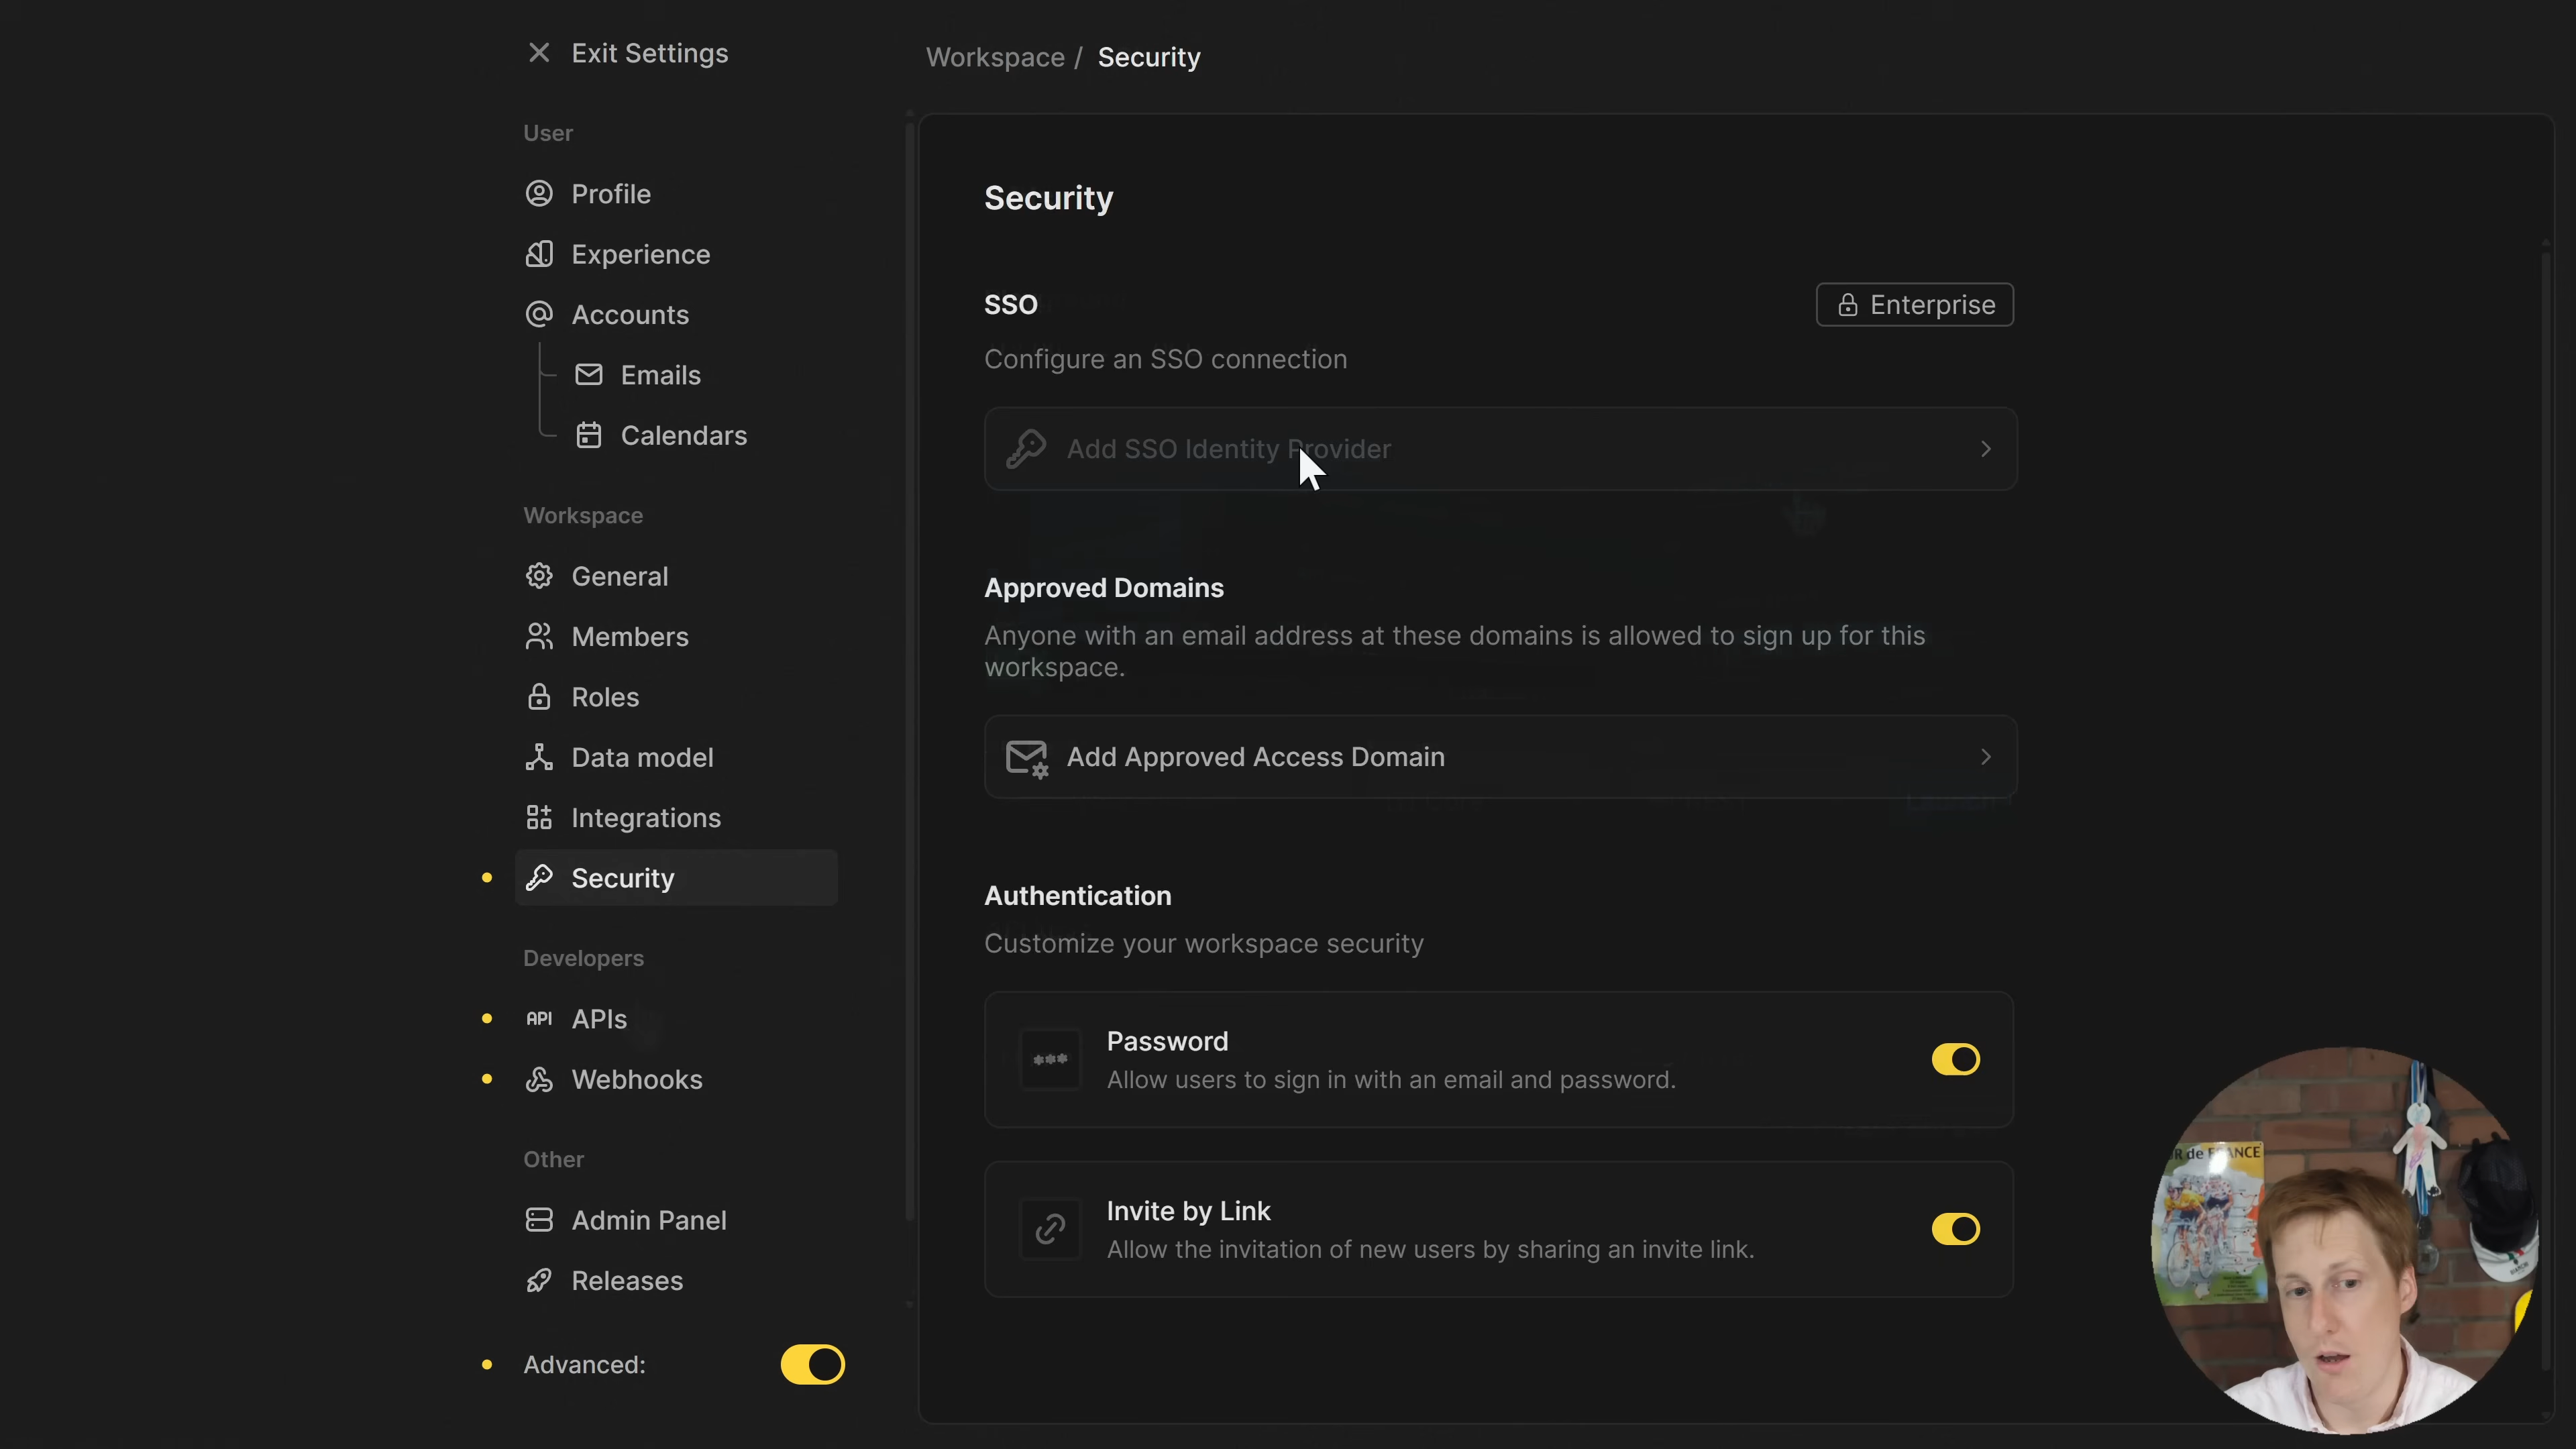 Exit Settings
User
Profile
Experience
Accounts
Emails
Calendars
Workspace
General
Members
Roles
Data model
Integrations
Security
Developers
API APIs
Webhooks
Other
Admin Panel
Releases
Advanced:
Workspace / Security
Security
SSO
Enterprise
Configure an SSO connection
Add SSO Identity Provider
Approved Domains
Anyone with an email address at these domains is allowed to sign up for this
workspace.
Add Approved Access Domain
Authentication
Customize your workspace security
Password
Allow users to sign in with an email and password.
Invite by Link
Allow the invitation of new users by sharing an invite link.